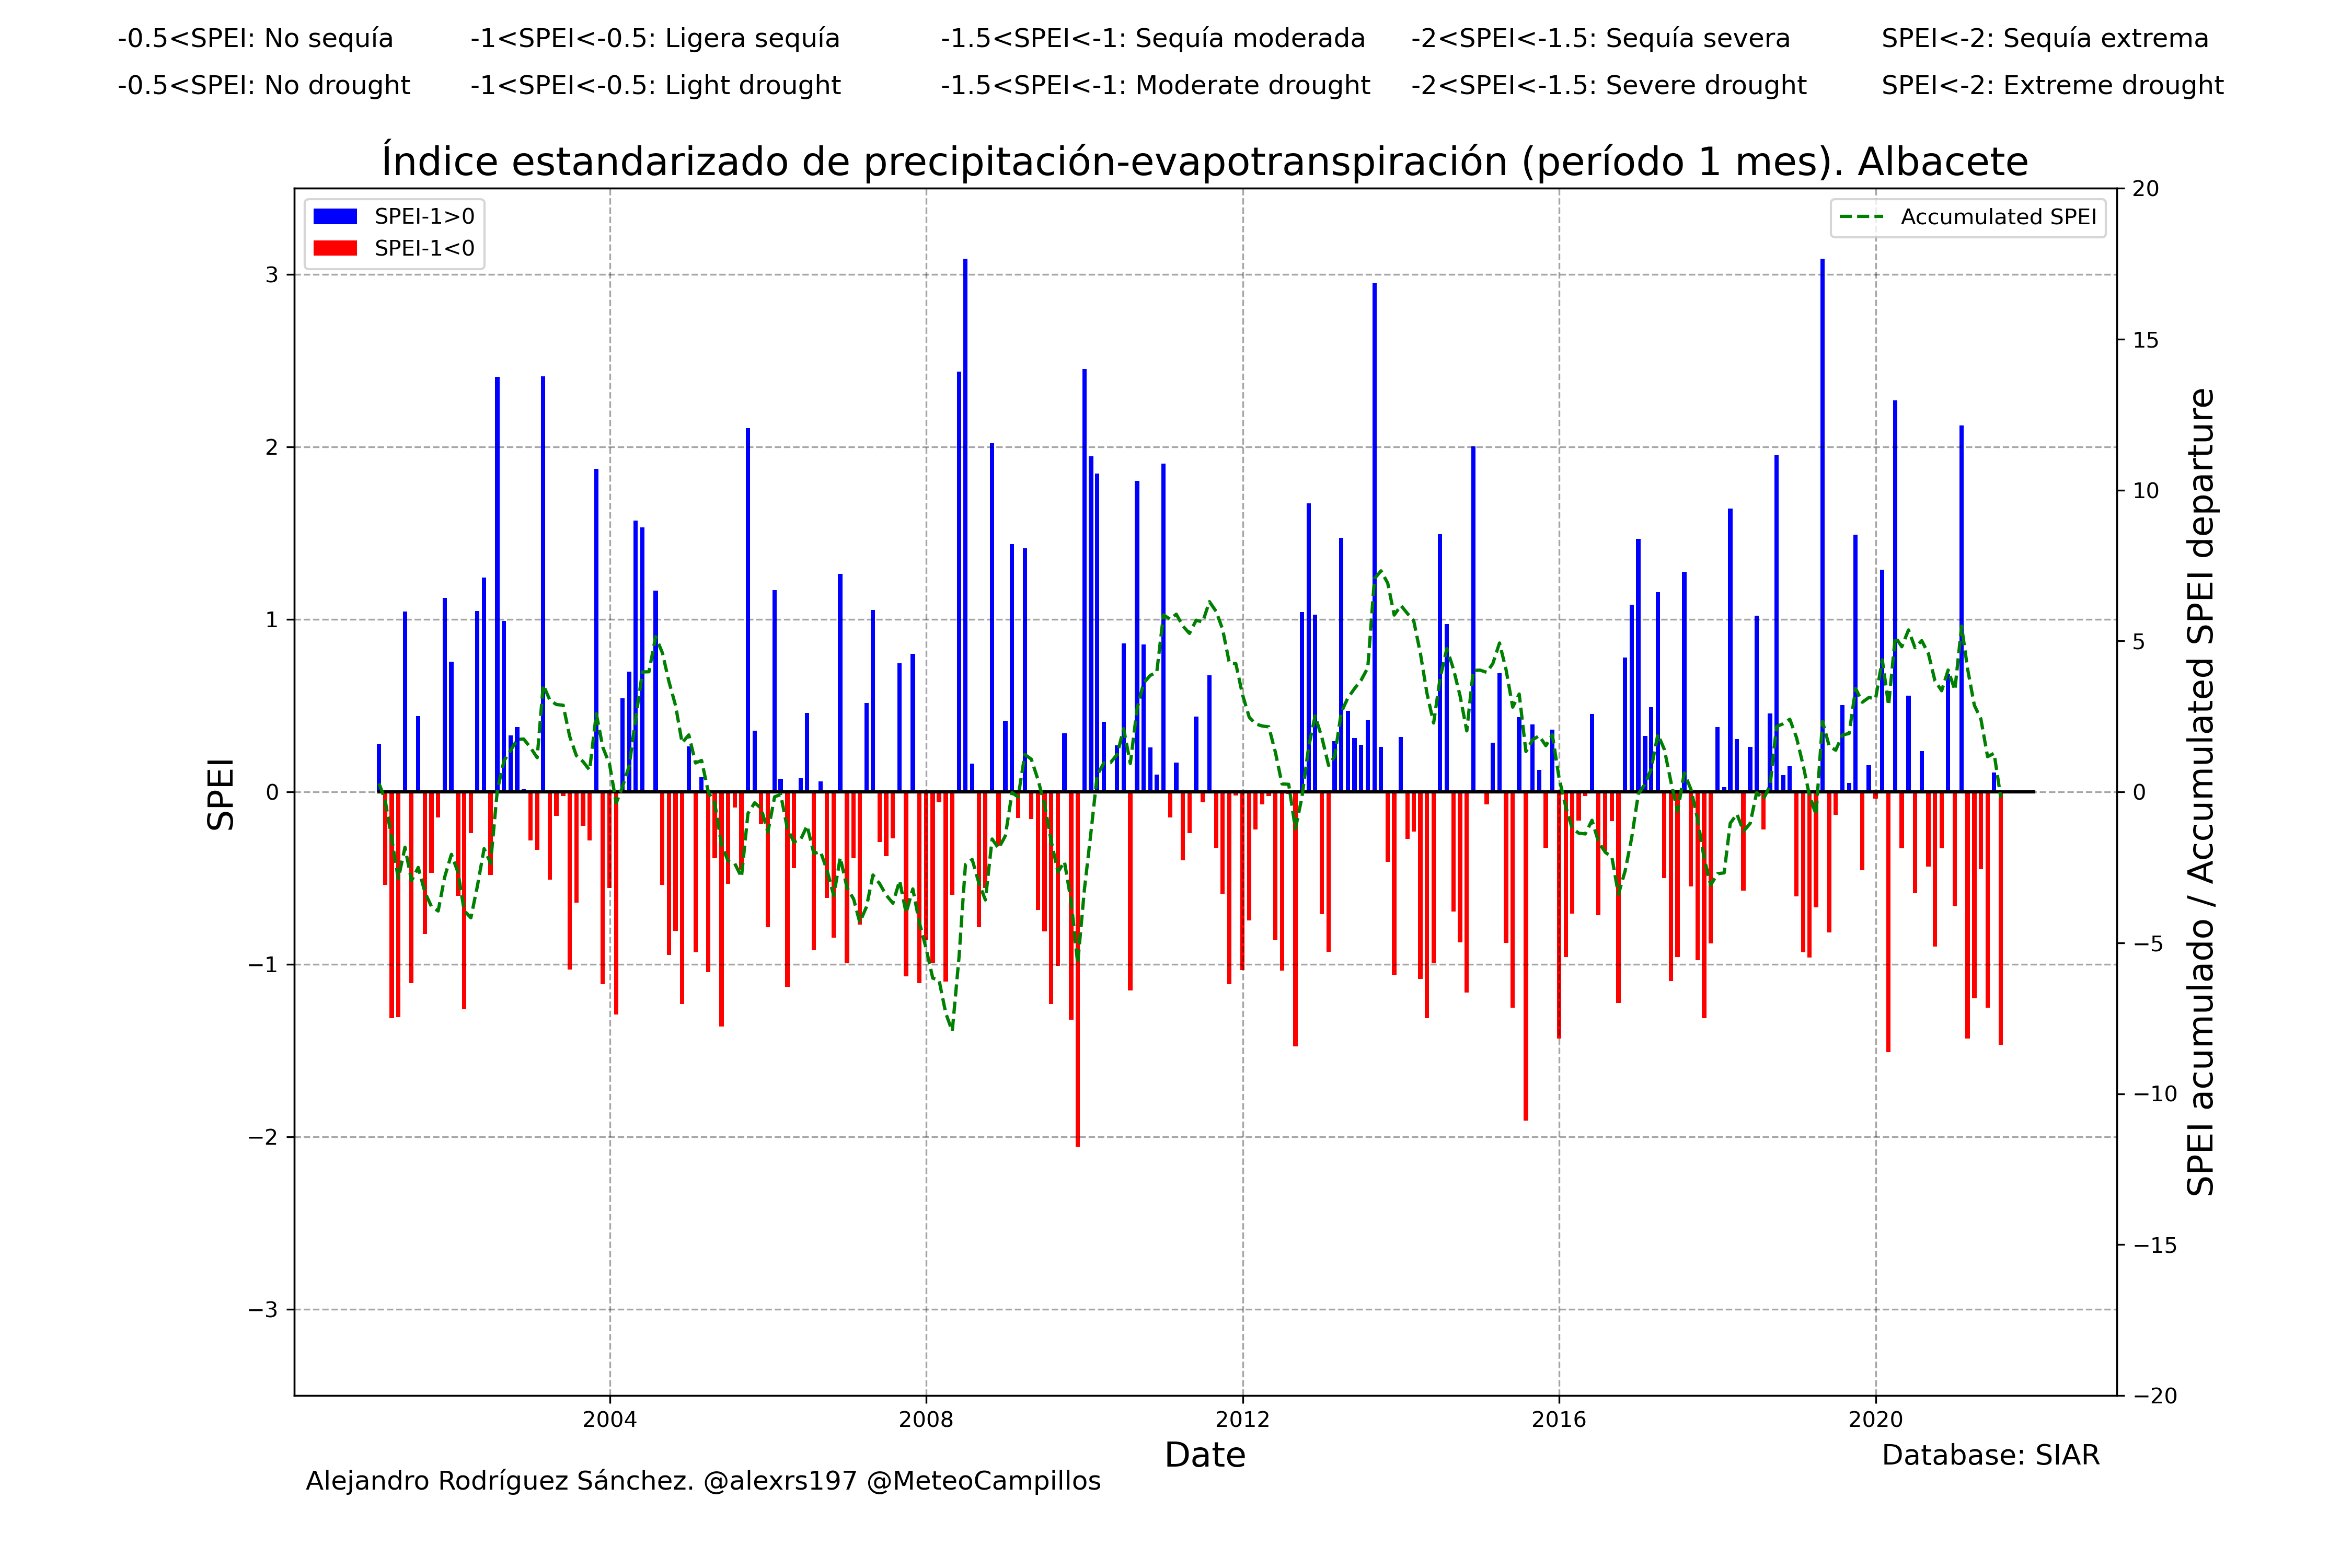 -0.5<SPEI: No sequía -1<SPEI<-0.5: Ligera sequía -1.5<SPEI<-1: Sequía moderada -2<SPEI<-1.5: Sequía severa SPEI<-2: Sequía extrema
-0.5<SPEI: No drought -1<SPEI<-0.5: Light drought -1.5<SPEI<-1: Moderate drought -2<SPEI<-1.5: Severe drought SPEI<-2: Extreme drought
Índice estandarizado de precipitación-evapotranspiración (período 1 mes). Albacete
SPEI-1>0
SPEI-1<0
Accumulated SPEI
SPEI
3
2
1
0
−1
−2
−3
20
15
10
5
0
−5
−10
−15
−20
SPEI acumulado / Accumulated SPEI departure
2004 2008 2012 2016 2020
Date
Database: SIAR
Alejandro Rodríguez Sánchez. @alexrs197 @MeteoCampillos